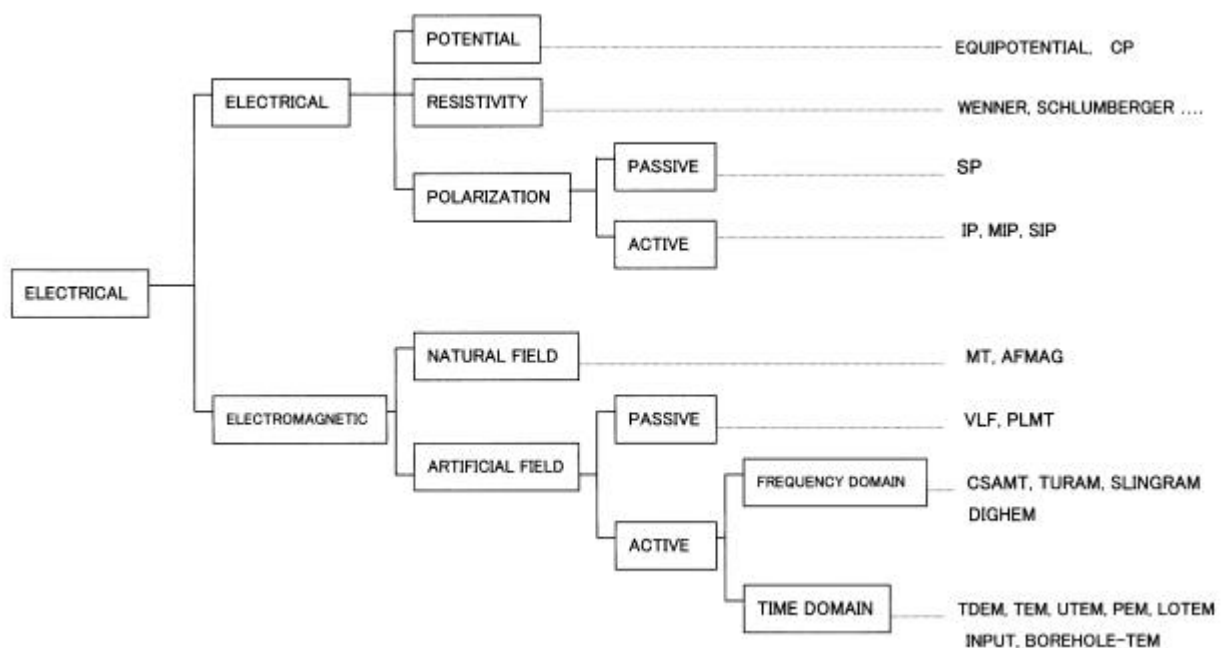 POTENTIAL
EQUIPOTENTIAL, CP
ELECTRICAL
RESISTIVITY
WENNER, SCHLUMBERGER ....
PASSIVE
SP
POLARIZATION
ACTIVE
IP, MIP, SIP
ELECTRICAL
NATURAL FIELD
MT, AFMAG
ELECTROMAGNETIC
PASSIVE
VLF, PLMT
ARTIFICIAL FIELD
FREQUENCY DOMAIN
CSAMT, TURAM, SLINGRAM
DIGHEM
ACTIVE
TIME DOMAIN
TDEM, TEM, UTEM, PEM, LOTEM
INPUT, BOREHOLE-TEM